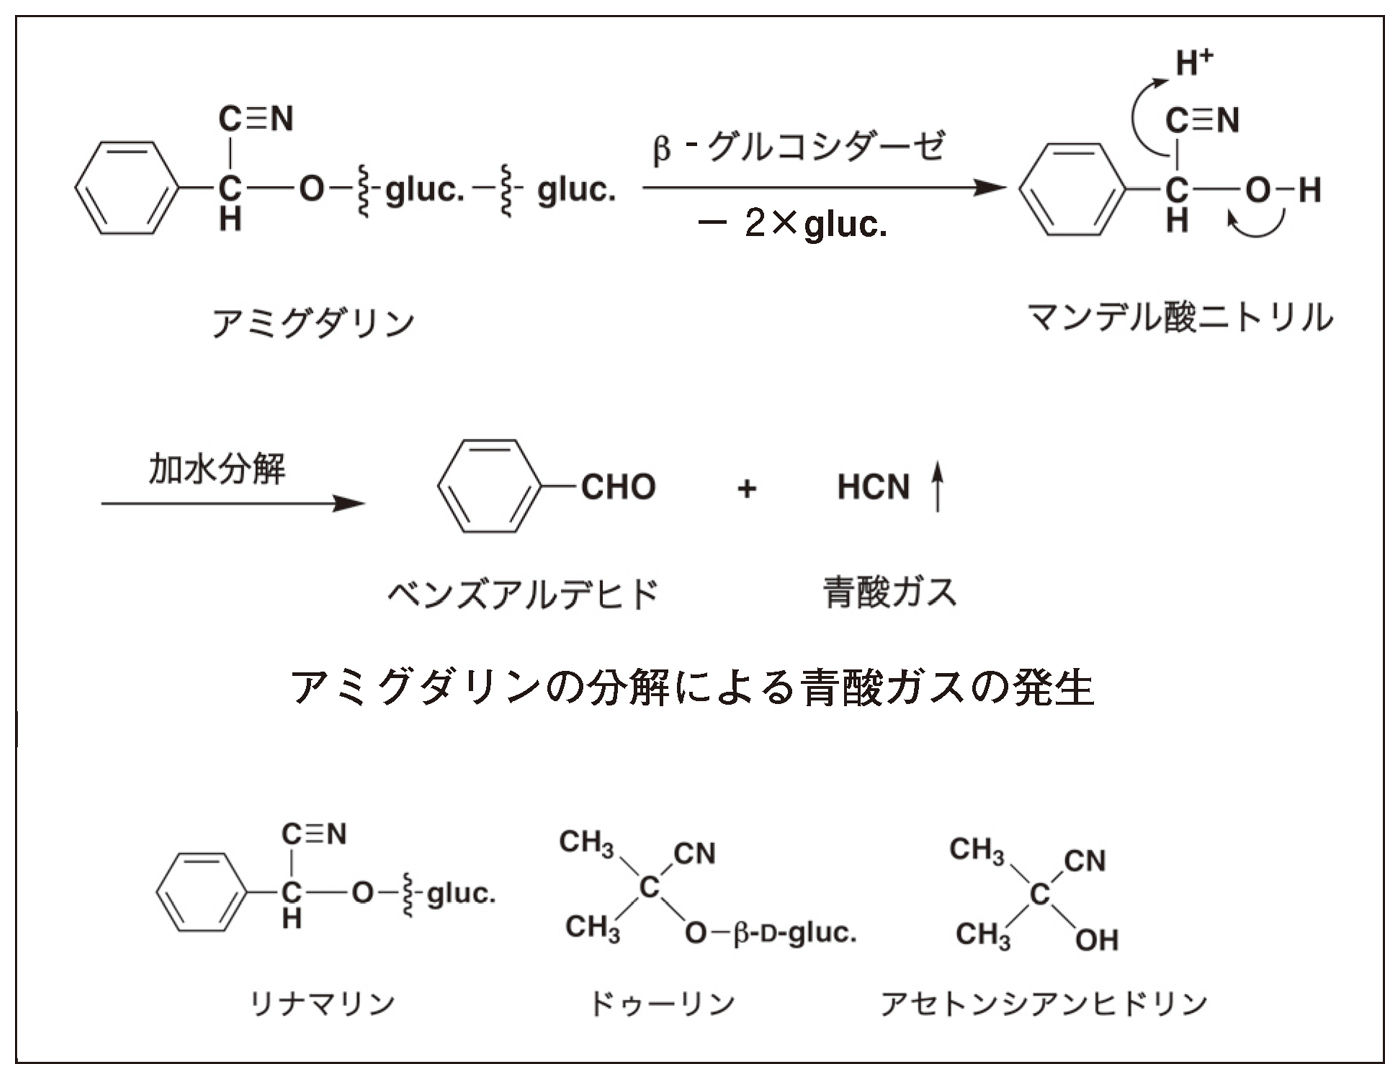 H⁺
C≡N
C — O — gluc. — gluc.
H
β-グルコシダーゼ
− 2×gluc.
C≡N
C — O−H
H
アミグダリン
マンデル酸ニトリル
加水分解
CHO + HCN ↑
ベンズアルデヒド
青酸ガス
アミグダリンの分解による青酸ガスの発生
C≡N
C — O — gluc.
H
CH₃ CN
C
CH₃ O−β-D-gluc.
CH₃ CN
C
CH₃ OH
リナマリン
ドゥーリン
アセトンシアンヒドリン